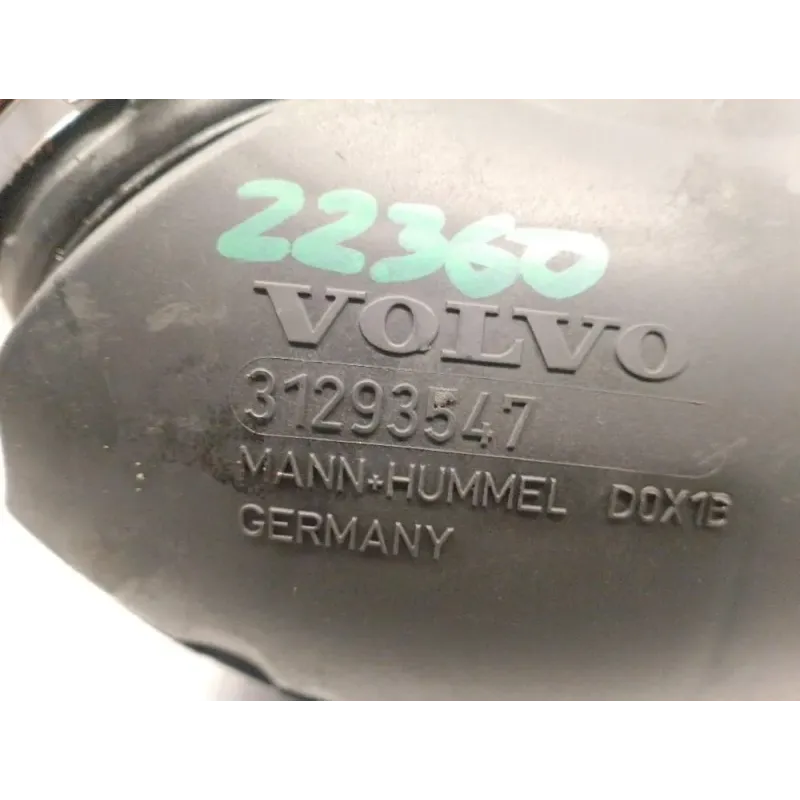 22360
VOLVO
31293547
MANN+HUMMEL D0X1B
GERMANY